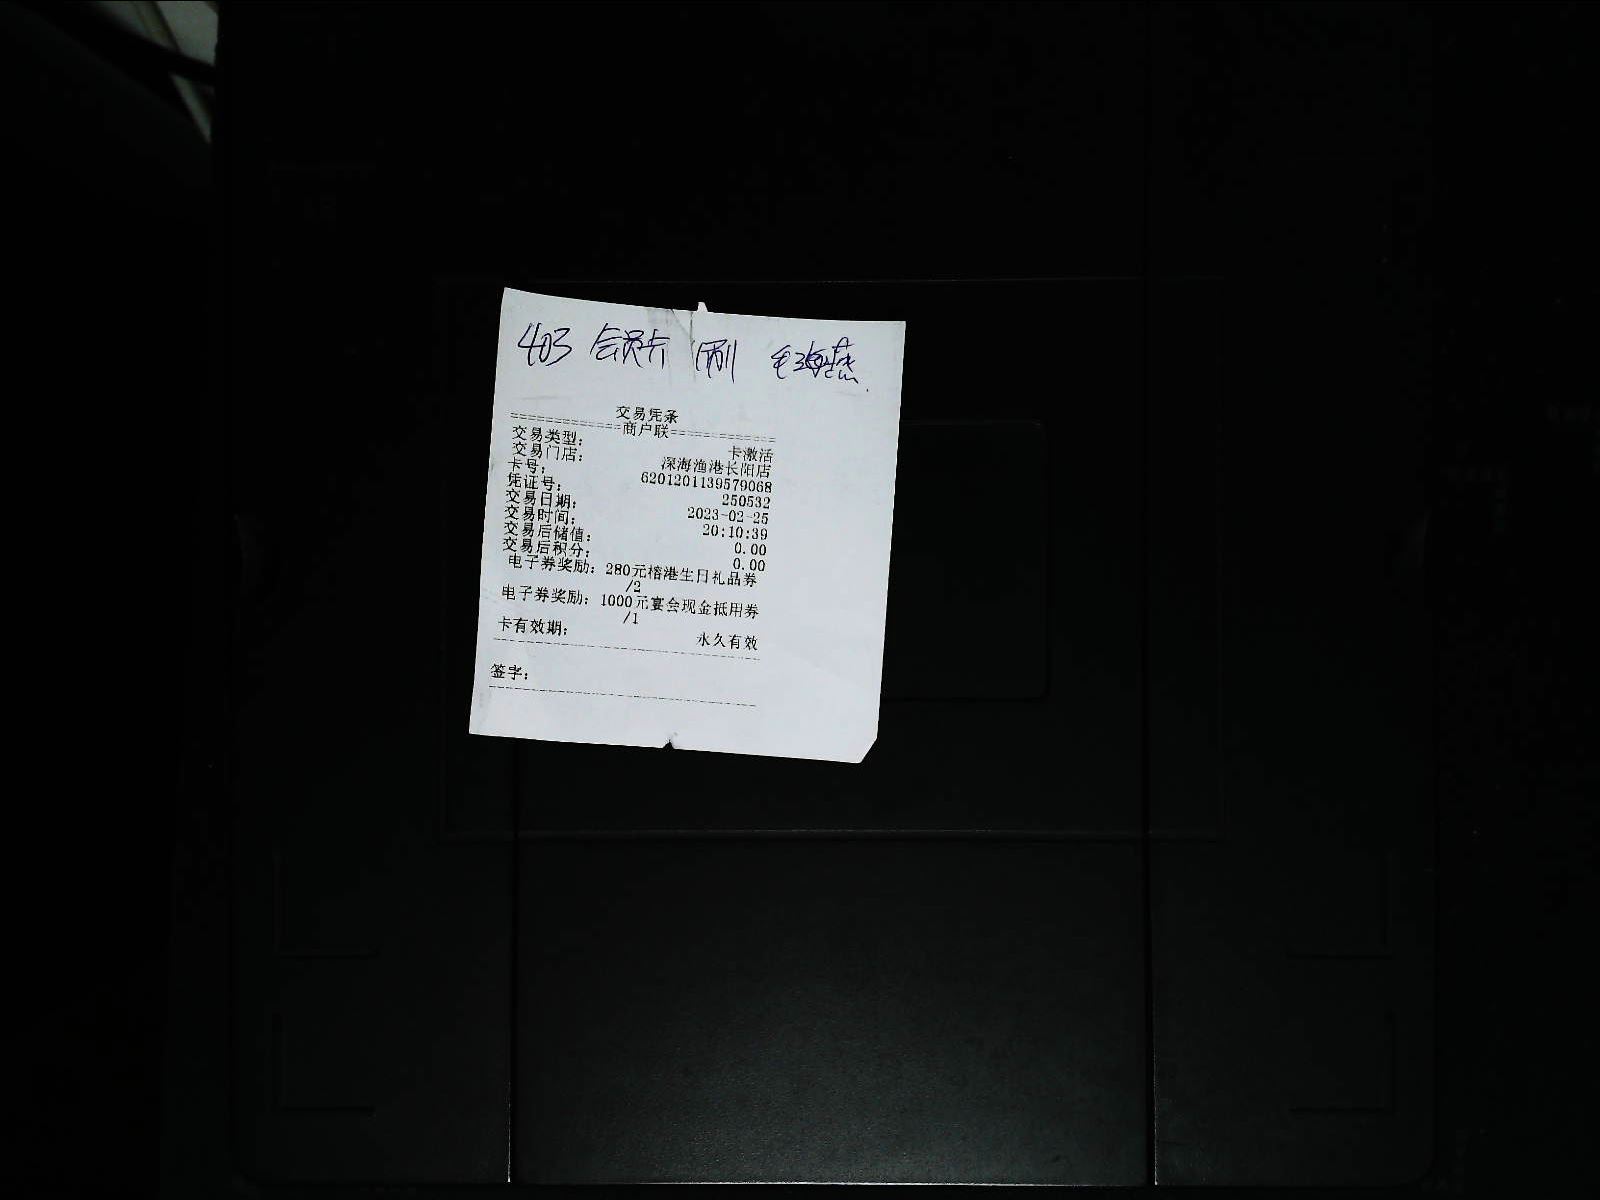 403 会员卡 刷 毛海燕.
交易凭条
============商户联============
交易类型： 卡激活
交易门店： 深海渔港长阳店
卡号： 6201201139579068
凭证号： 250532
交易日期： 2023-02-25
交易时间： 20:10:39
交易后储值： 0.00
交易后积分： 0.00
电子券奖励：280元榕港生日礼品券
/2
电子券奖励：1000元宴会现金抵用券
/1
卡有效期： 永久有效
签字：